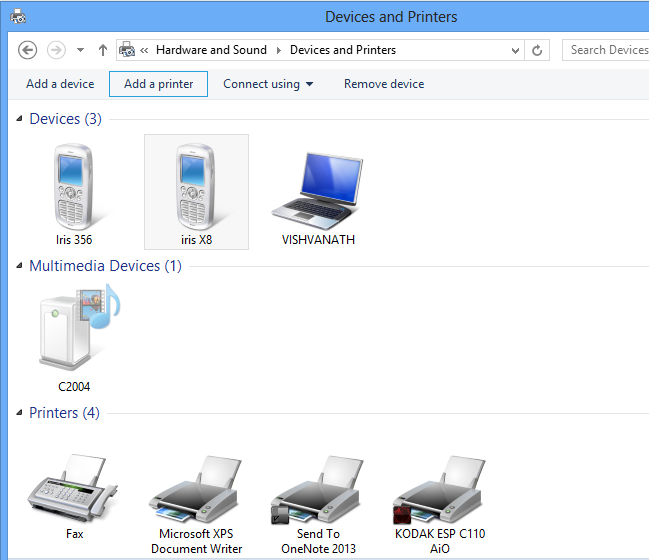 Devices and Printers
« Hardware and Sound Devices and Printers
Search Devices
Add a device Add a printer Connect using Remove device
Devices (3)
Iris 356 iris X8 VISHVANATH
Multimedia Devices (1)
C2004
Printers (4)
Fax Microsoft XPS Send To KODAK ESP C110
Document Writer OneNote 2013 AiO